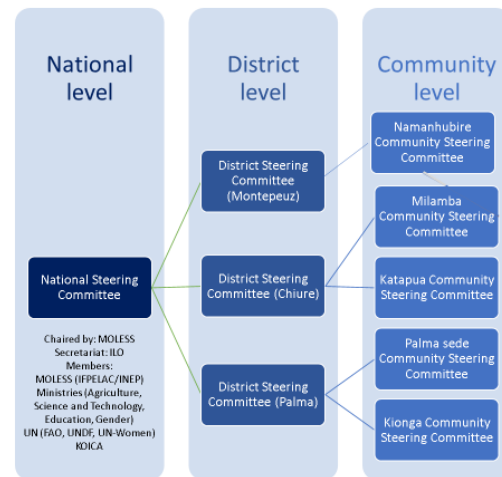 National
level
National Steering
Committee
Chaired by: MOLESS
Secretariat: ILO
Members:
MOLESS (IFPELAC/INEP)
Ministries (Agriculture,
Science and Technology,
Education, Gender)
UN (FAO, UNDF, UN-Women)
KOICA
District
level
District Steering
Committee
(Montepeuz)
District Steering
Committee (Chiure)
District Steering
Committee (Palma)
Community
level
Namanhubire
Community Steering
Committee
Milamba
Community Steering
Committee
Katapua Community
Steering Committee
Palma sede
Community Steering
Committee
Kionga Community
Steering Committee